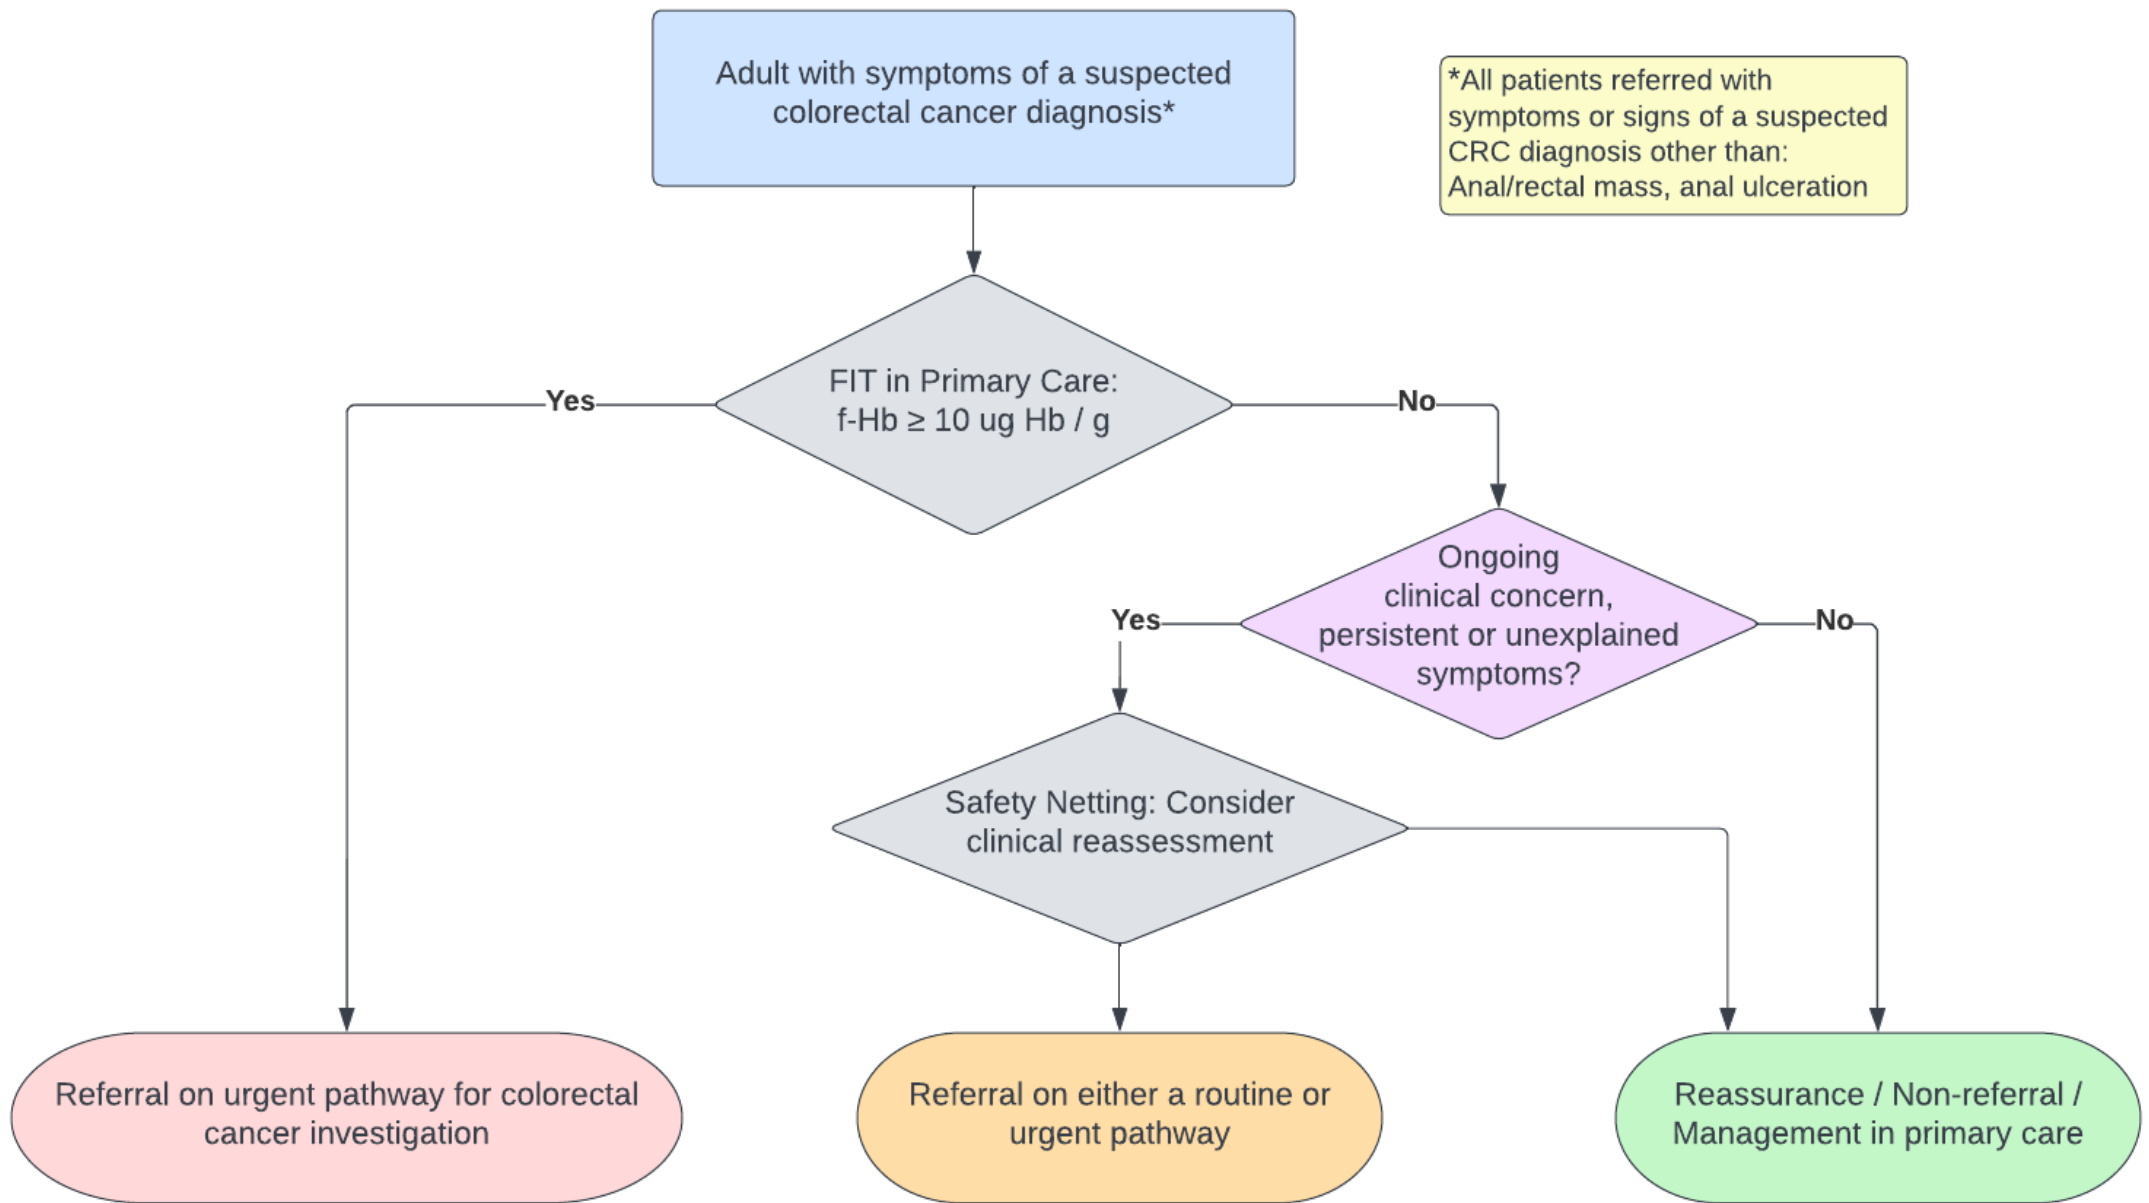 Adult with symptoms of a suspected
colorectal cancer diagnosis*
*All patients referred with
symptoms or signs of a suspected
CRC diagnosis other than:
Anal/rectal mass, anal ulceration
FIT in Primary Care:
f-Hb ≥ 10 ug Hb / g
Yes
No
Ongoing
clinical concern,
persistent or unexplained
symptoms?
Yes
No
Safety Netting: Consider
clinical reassessment
Referral on urgent pathway for colorectal
cancer investigation
Referral on either a routine or
urgent pathway
Reassurance / Non-referral /
Management in primary care